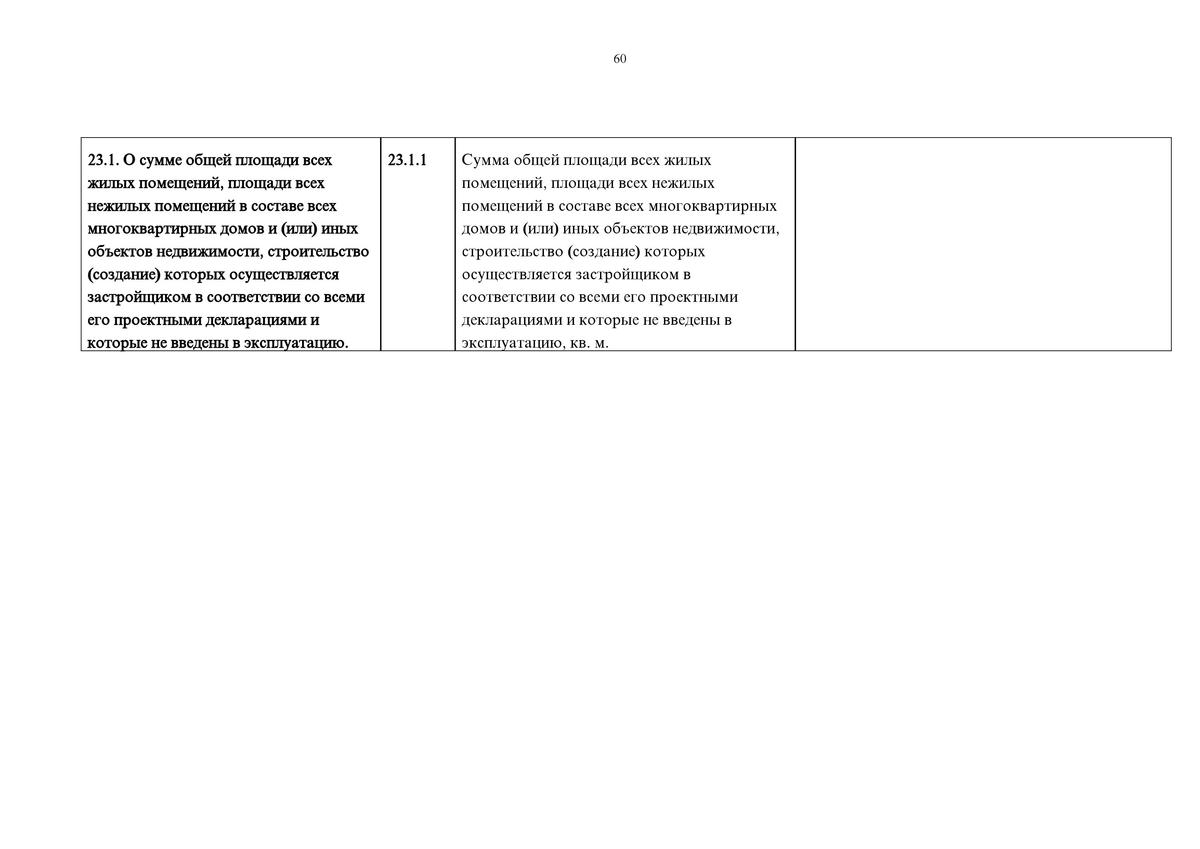 60
23.1. О сумме общей площади всех
жилых помещений, площади всех
нежилых помещений в составе всех
многоквартирных домов и (или) иных
объектов недвижимости, строительство
(создание) которых осуществляется
застройщиком в соответствии со всеми
его проектными декларациями и
которые не введены в эксплуатацию.
23.1.1
Сумма общей площади всех жилых
помещений, площади всех нежилых
помещений в составе всех многоквартирных
домов и (или) иных объектов недвижимости,
строительство (создание) которых
осуществляется застройщиком в
соответствии со всеми его проектными
декларациями и которые не введены в
эксплуатацию, кв. м.